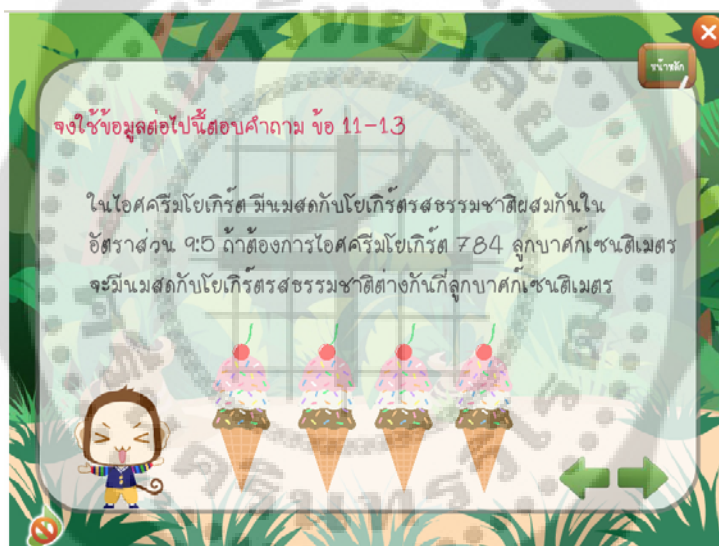 หน้าหลัก
จงใช้ข้อมูลต่อไปนี้ตอบคำถาม ข้อ 11-13
ในไอศครีมโยเกิร์ต มีนมสดกับโยเกิร์ตรสธรรมชาติผสมกันใน
อัตราส่วน 9:5 ถ้าต้องการไอศครีมโยเกิร์ต 784 ลูกบาศก์เซนติเมตร
จะมีนมสดกับโยเกิร์ตรสธรรมชาติต่างกันกี่ลูกบาศก์เซนติเมตร